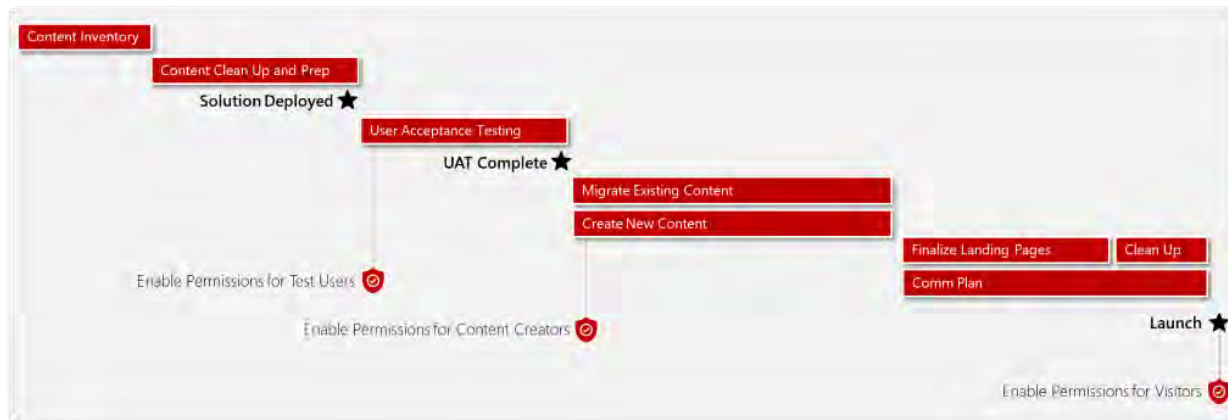 Content Inventory
Content Clean Up and Prep
Solution Deployed
User Acceptance Testing
UAT Complete
Migrate Existing Content
Create New Content
Finalize Landing Pages
Clean Up
Enable Permissions for Test Users
Comm Plan
Enable Permissions for Content Creators
Launch
Enable Permissions for Visitors